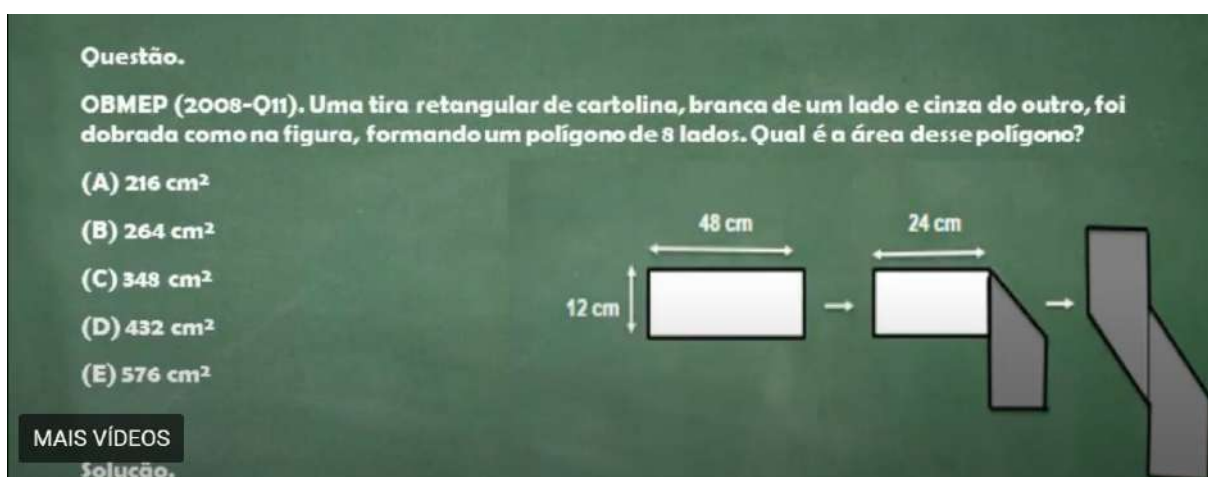 Questão.
OBMEP (2008-Q11). Uma tira retangular de cartolina, branca de um lado e cinza do outro, foi
dobrada como na figura, formando um polígono de 8 lados. Qual é a área desse polígono?
(A) 216 cm²
(B) 264 cm²
(C) 348 cm²
(D) 432 cm²
(E) 576 cm²
48 cm
24 cm
12 cm
MAIS VÍDEOS
Solução.